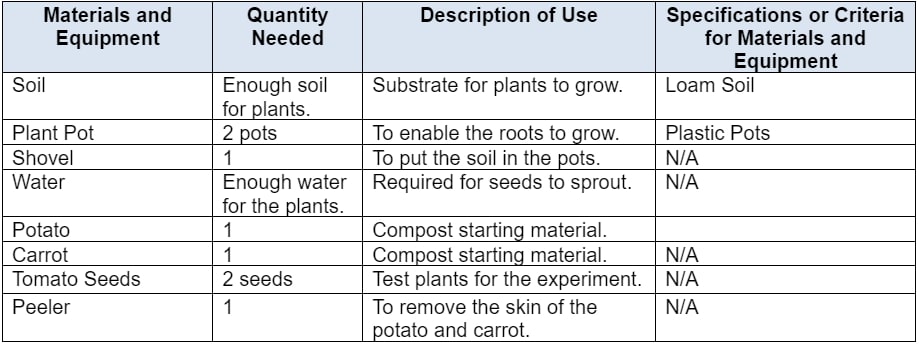 Materials and Equipment | Quantity Needed | Description of Use | Specifications or Criteria for Materials and Equipment
Soil | Enough soil for plants. | Substrate for plants to grow. | Loam Soil
Plant Pot | 2 pots | To enable the roots to grow. | Plastic Pots
Shovel | 1 | To put the soil in the pots. | N/A
Water | Enough water for the plants. | Required for seeds to sprout. | N/A
Potato | 1 | Compost starting material. |
Carrot | 1 | Compost starting material. | N/A
Tomato Seeds | 2 seeds | Test plants for the experiment. | N/A
Peeler | 1 | To remove the skin of the potato and carrot. | N/A